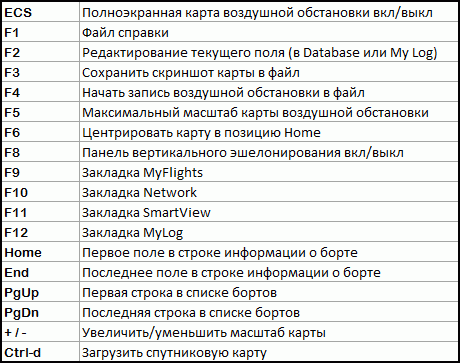 ECS Полноэкранная карта воздушной обстановки вкл/выкл
F1 Файл справки
F2 Редактирование текущего поля (в Database или My Log)
F3 Сохранить скриншот карты в файл
F4 Начать запись воздушной обстановки в файл
F5 Максимальный масштаб карты воздушной обстановки
F6 Центрировать карту в позицию Home
F8 Панель вертикального эшелонирования вкл/выкл
F9 Закладка MyFlights
F10 Закладка Network
F11 Закладка SmartView
F12 Закладка MyLog
Home Первое поле в строке информации о борте
End Последнее поле в строке информации о борте
PgUp Первая строка в списке бортов
PgDn Последняя строка в списке бортов
+ / - Увеличить/уменьшить масштаб карты
Ctrl-d Загрузить спутниковую карту